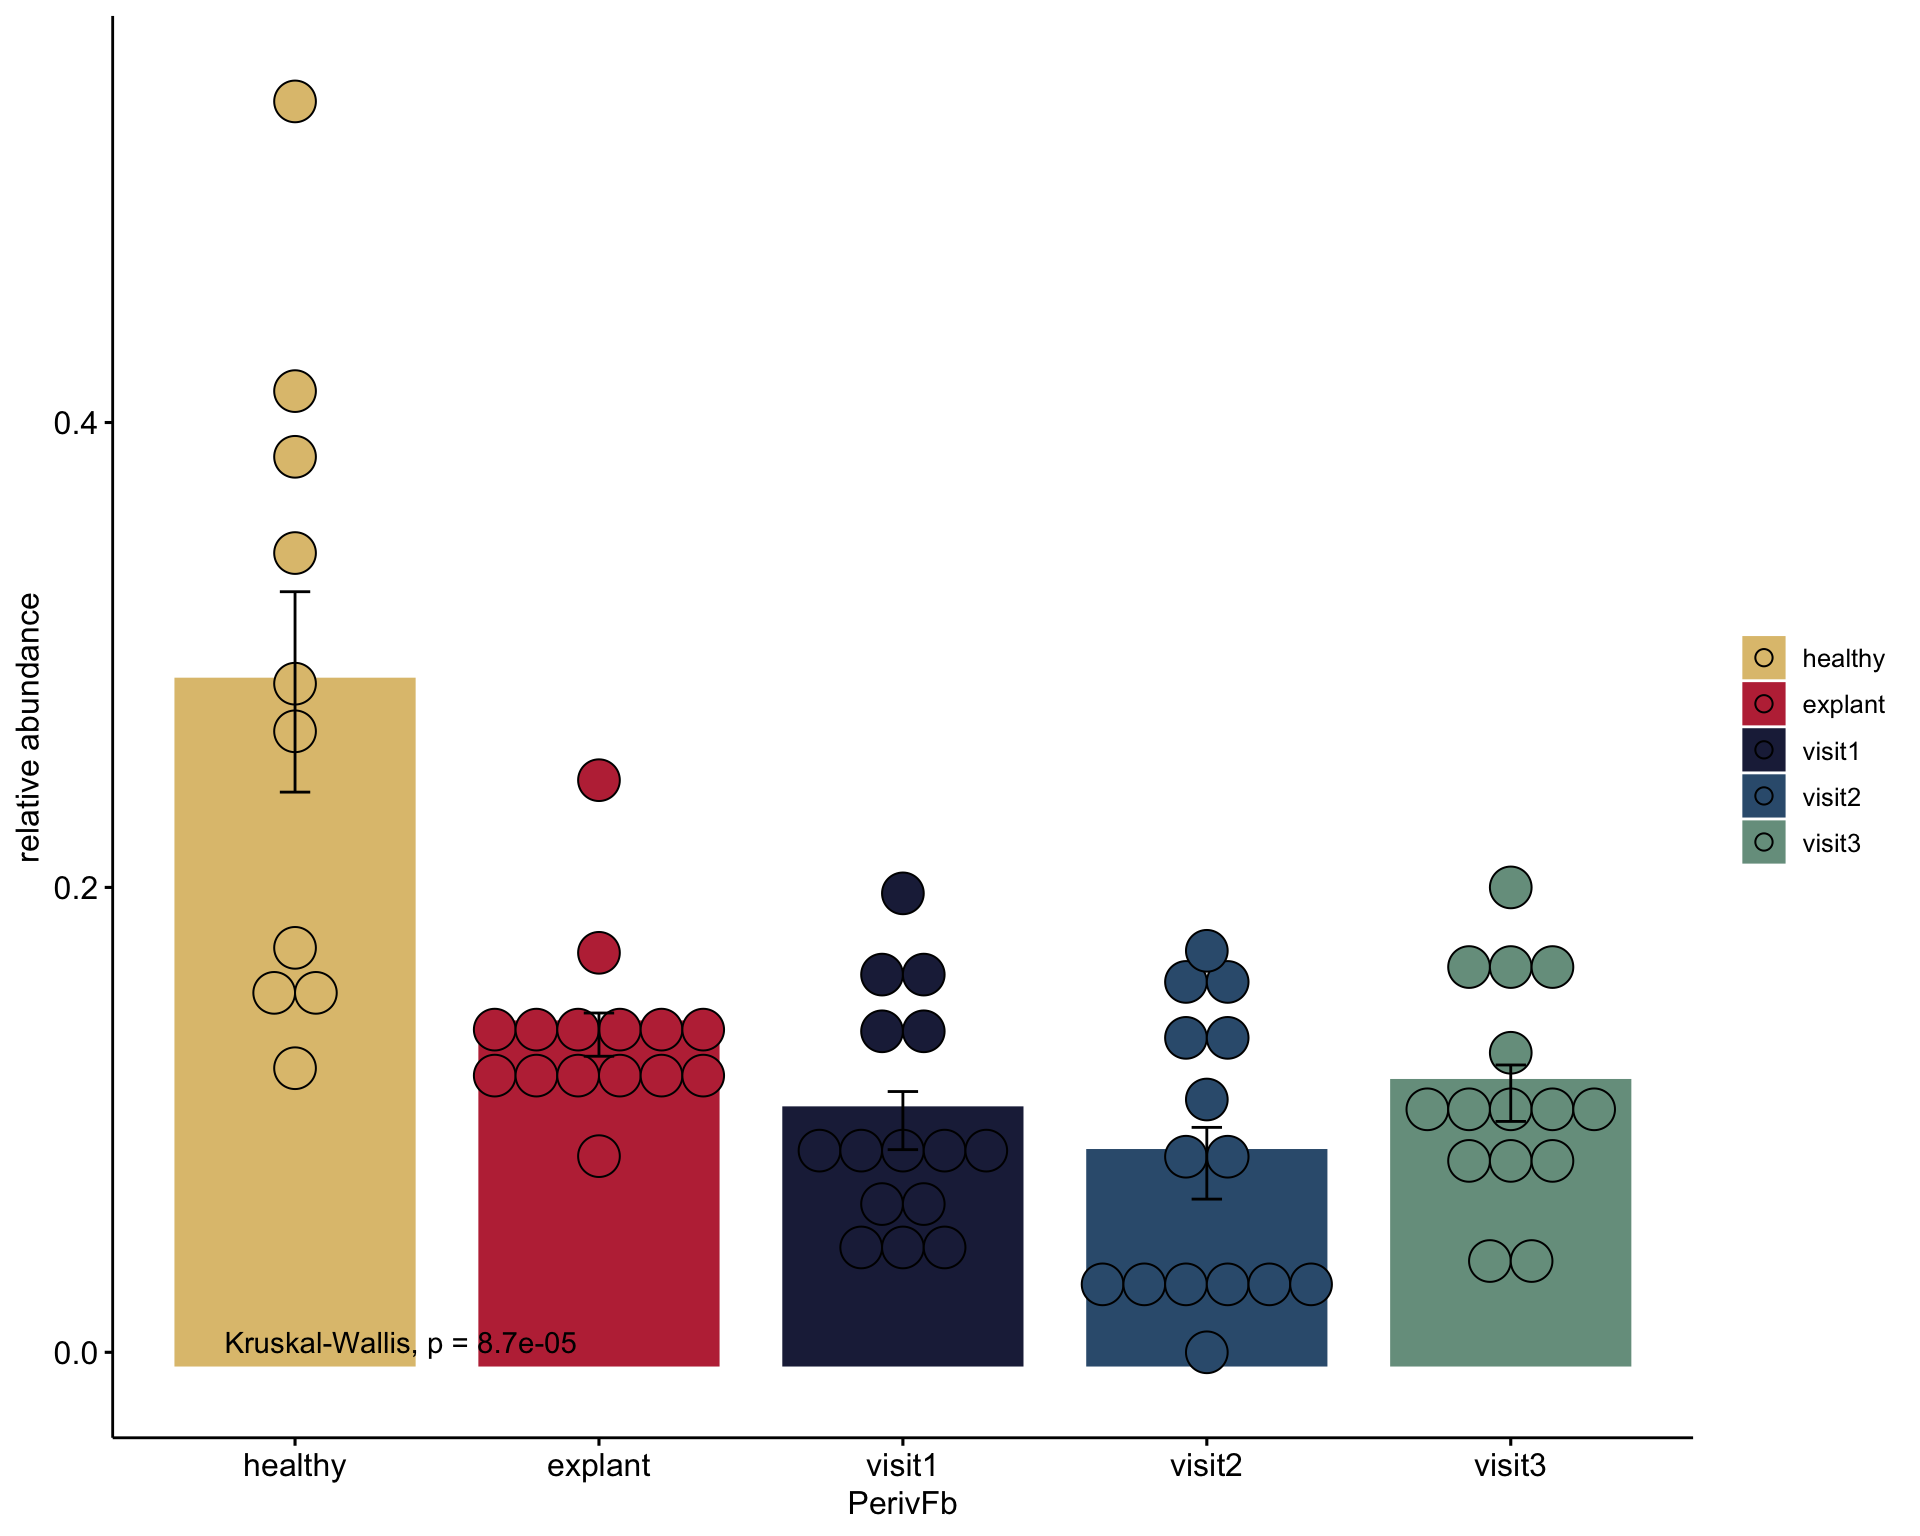 relative abundance
0.4
0.2
0.0
Kruskal-Wallis, p = 8.7e-05
healthy
explant
visit1
visit2
visit3
PerivFb
healthy
explant
visit1
visit2
visit3